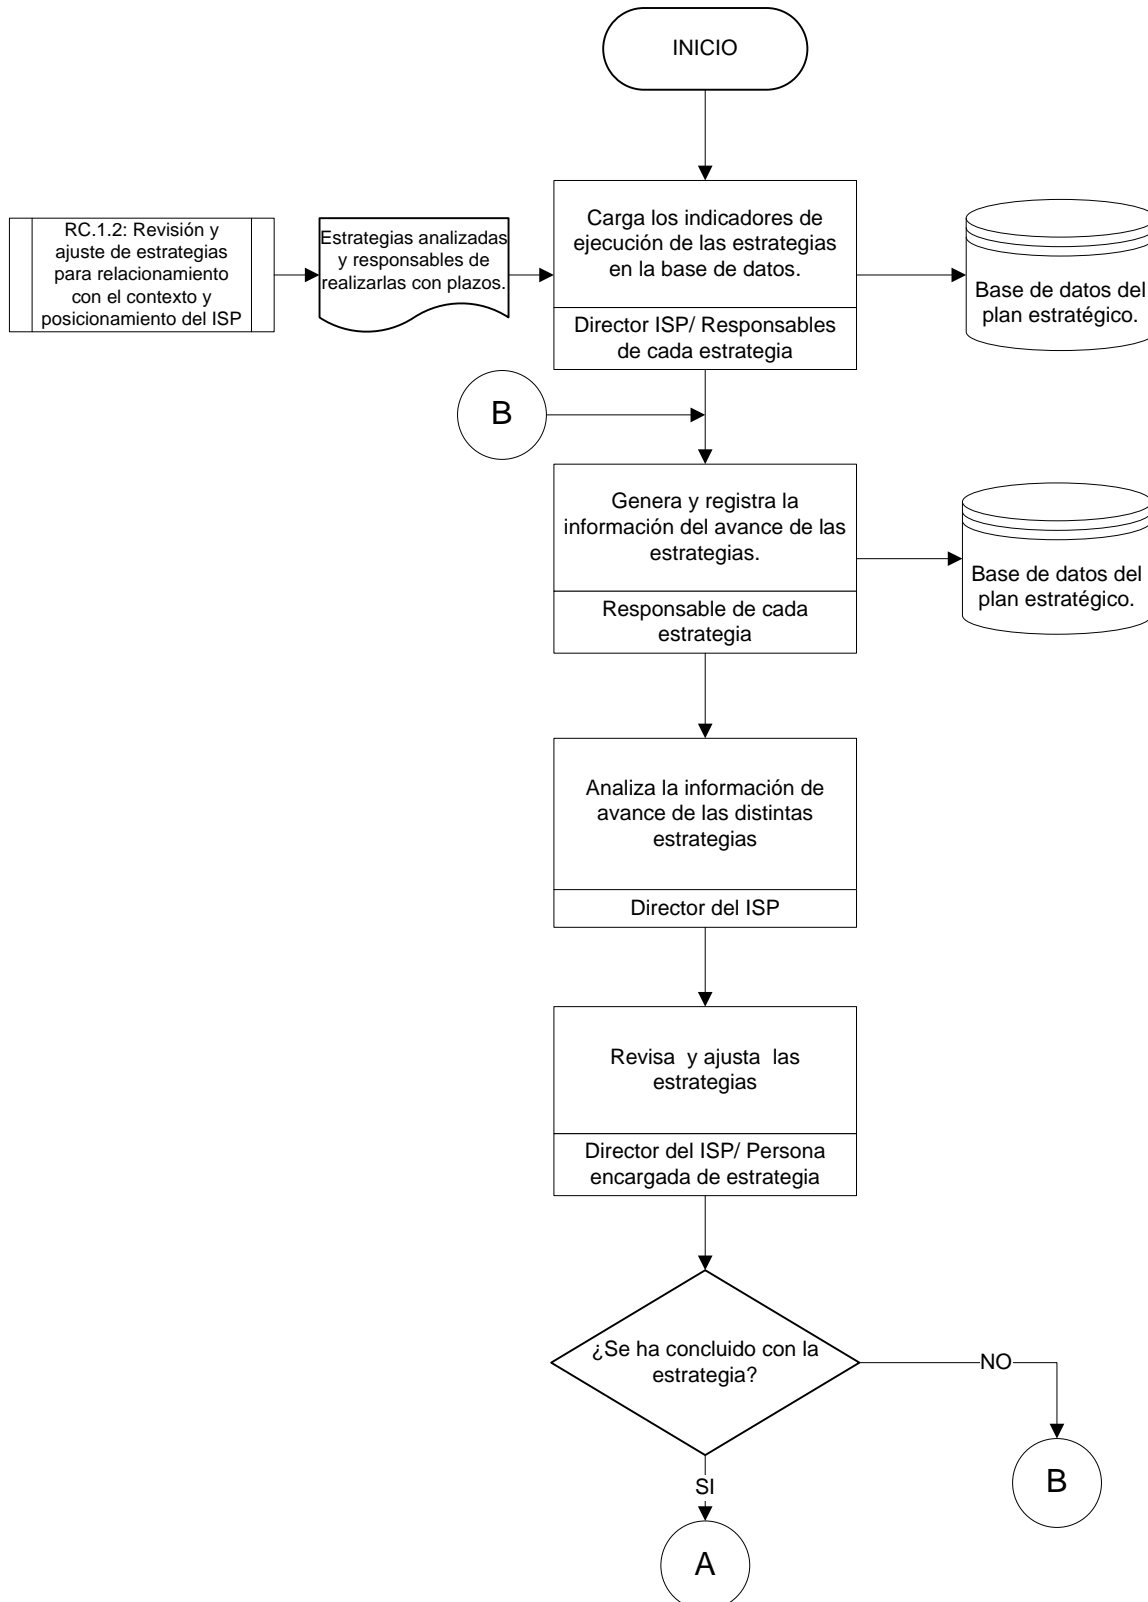 INICIO
RC.1.2: Revisión y
ajuste de estrategias
para relacionamiento
con el contexto y
posicionamiento del ISP
Estrategias analizadas
y responsables de
realizarlas con plazos.
Carga los indicadores de
ejecución de las estrategias
en la base de datos.
Director ISP/ Responsables
de cada estrategia
Base de datos del
plan estratégico.
B
Genera y registra la
información del avance de las
estrategias.
Responsable de cada
estrategia
Base de datos del
plan estratégico.
Analiza la información de
avance de las distintas
estrategias
Director del ISP
Revisa y ajusta las
estrategias
Director del ISP/ Persona
encargada de estrategia
¿Se ha concluido con la
estrategia?
NO
B
SI
A